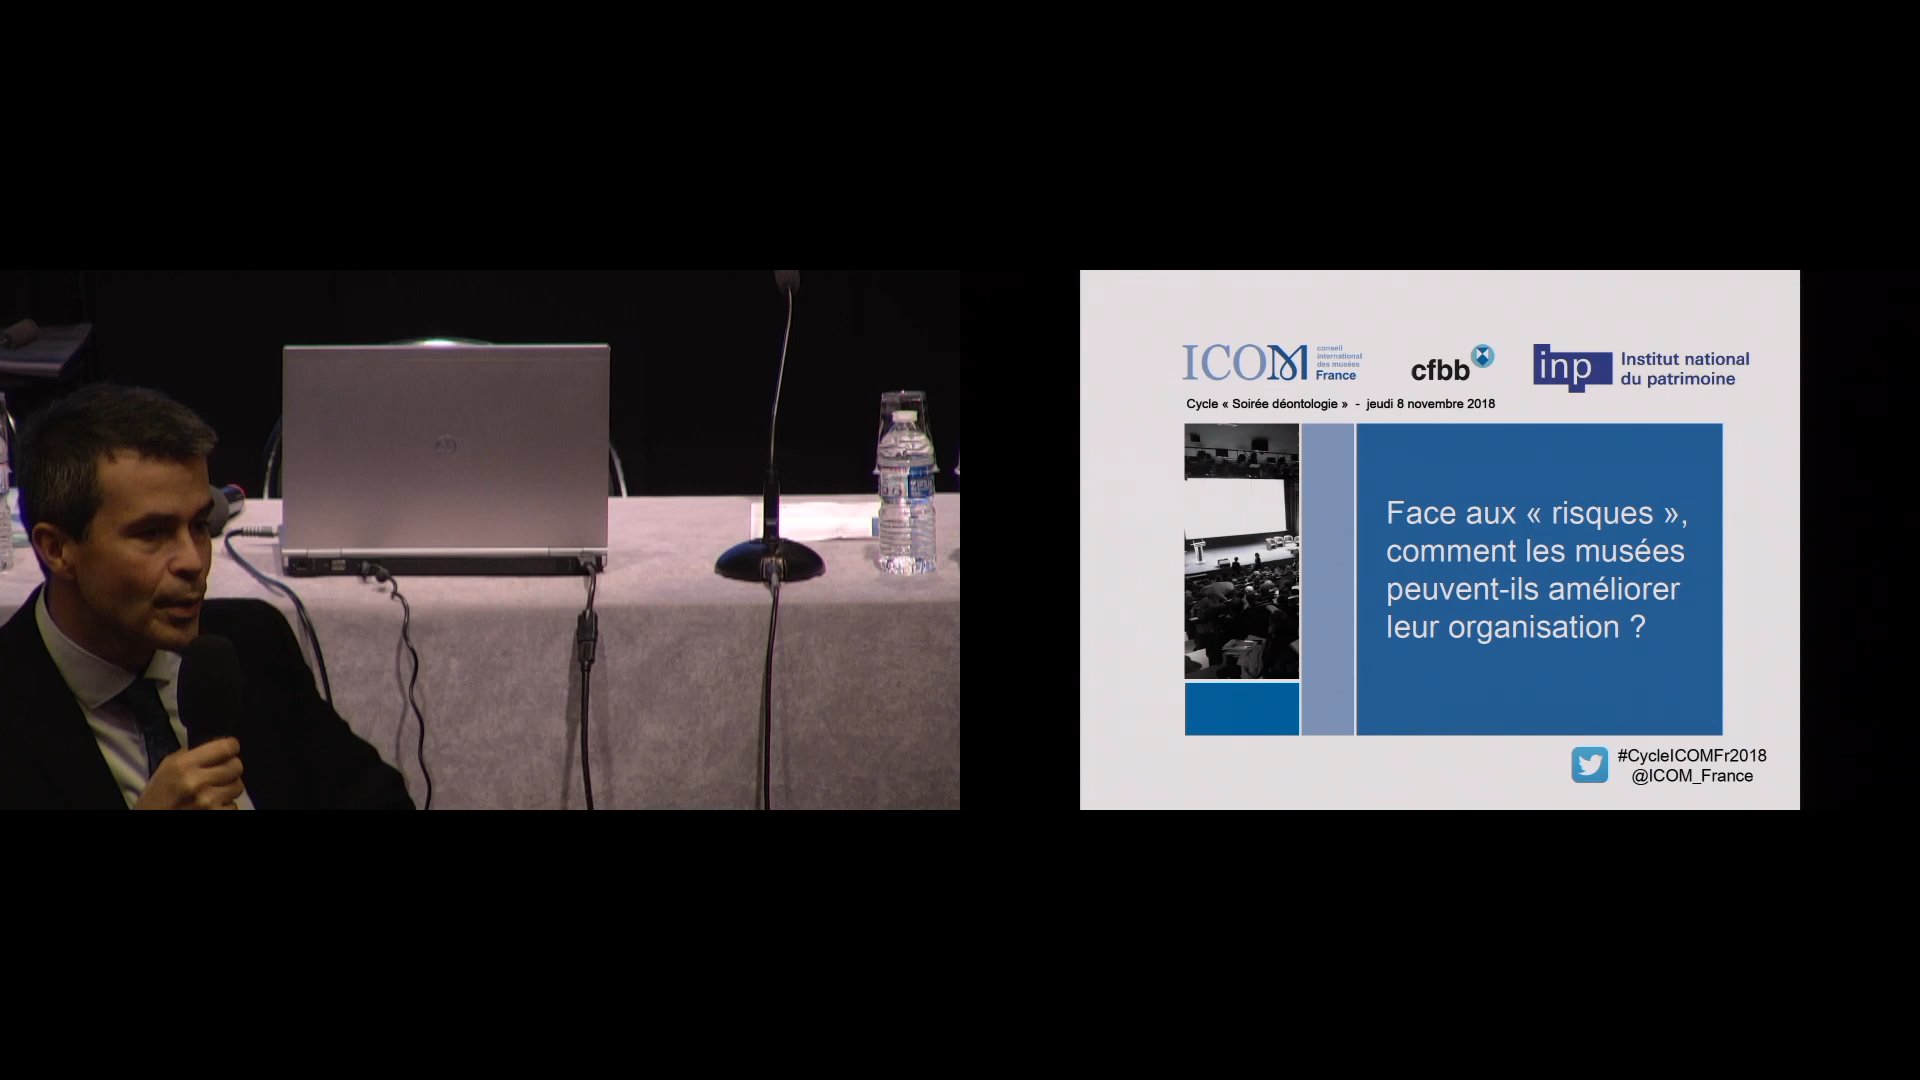 ICOM
conseil
international
des musées
France
cfbb
inp
Institut national
du patrimoine
Cycle « Soirée déontologie » - jeudi 8 novembre 2018
Face aux « risques »,
comment les musées
peuvent-ils améliorer
leur organisation ?
#CycleICOMFr2018
@ICOM_France
hp